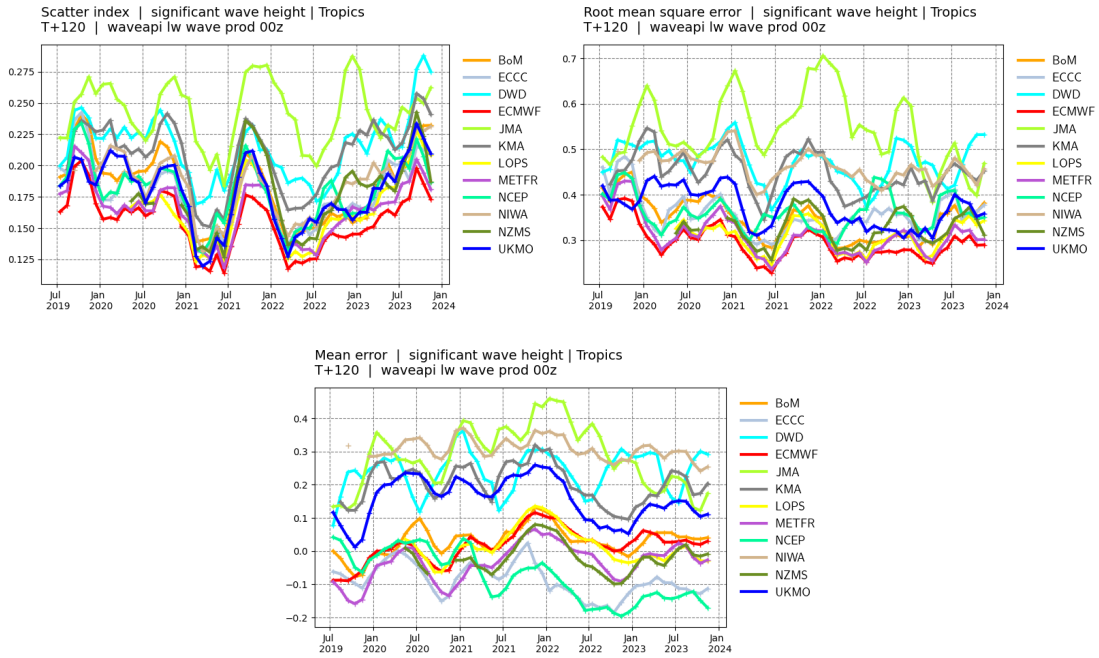 Scatter index | significant wave height | Tropics
T+120 | waveapi lw wave prod 00z
0.275
0.250
0.225
0.200
0.175
0.150
0.125
Jul 2019
Jan 2020
Jul 2020
Jan 2021
Jul 2021
Jan 2022
Jul 2022
Jan 2023
Jul 2023
Jan 2024
BoM
ECCC
DWD
ECMWF
JMA
KMA
LOPS
METFR
NCEP
NIWA
NZMS
UKMO
Root mean square error | significant wave height | Tropics
T+120 | waveapi lw wave prod 00z
0.7
0.6
0.5
0.4
0.3
Jul 2019
Jan 2020
Jul 2020
Jan 2021
Jul 2021
Jan 2022
Jul 2022
Jan 2023
Jul 2023
Jan 2024
BoM
ECCC
DWD
ECMWF
JMA
KMA
LOPS
METFR
NCEP
NIWA
NZMS
UKMO
Mean error | significant wave height | Tropics
T+120 | waveapi lw wave prod 00z
0.4
0.3
0.2
0.1
0.0
−0.1
−0.2
Jul 2019
Jan 2020
Jul 2020
Jan 2021
Jul 2021
Jan 2022
Jul 2022
Jan 2023
Jul 2023
Jan 2024
BoM
ECCC
DWD
ECMWF
JMA
KMA
LOPS
METFR
NCEP
NIWA
NZMS
UKMO